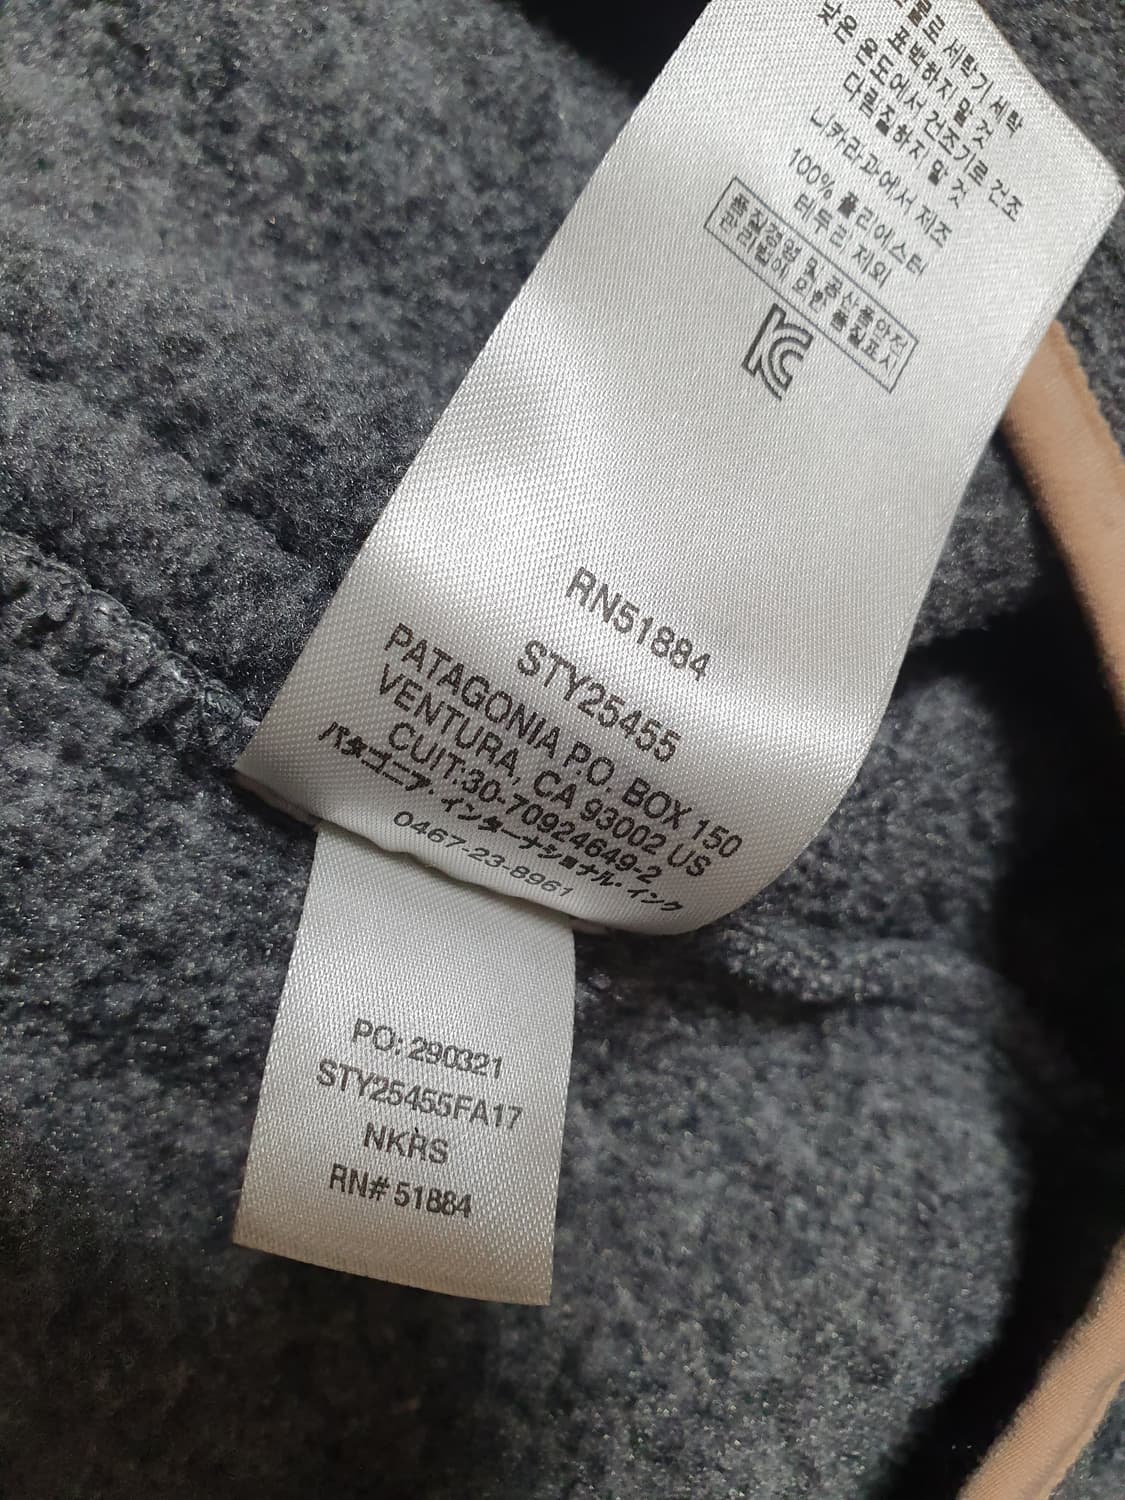 물로 세탁기 세탁
표백하지 말 것
낮은 온도에서 건조기로 건조
다림질하지 말 것
니카라과에서 제조
100% 폴리에스터
테두리 제외
품질경영 및 공산품안전
관리법에 의한 품질표시
RN51884
STY25455
PATAGONIA P.O. BOX 150
VENTURA, CA 93002 US
CUIT:30-70924649-2
パタゴニア・インターナショナル・インク
0467-23-8961
PO: 290321
STY25455FA17
NKRS
RN# 51884